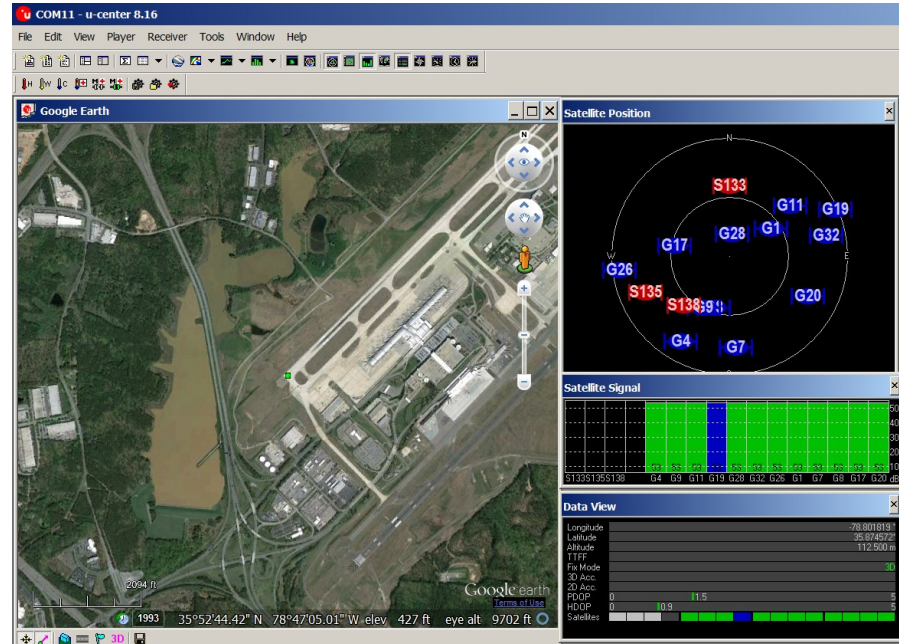 COM11 - u-center 8.16
File Edit View Player Receiver Tools Window Help
Google Earth
N
2094 ft
Google earth
Terms of Use
1993 35°52'44.42" N 78°47'05.01" W elev 427 ft eye alt 9702 ft
3D
Satellite Position
N
S133
G11
G19
G1
G28
G32
G17
W
E
G26
S135
G20
S138
G4
G7
Satellite Signal
50
40
30
20
10
S133 S135 S138 G4 G9 G11 G19 G28 G32 G26 G1 G7 G8 G17 G20 dB
Data View
Longitude -78.801819 °
Latitude 35.874572°
Altitude 112.500 m
TTFF
Fix Mode 3D
3D Acc.
2D Acc.
PDOP 0 1.5 5
HDOP 0 0.9 5
Satellites